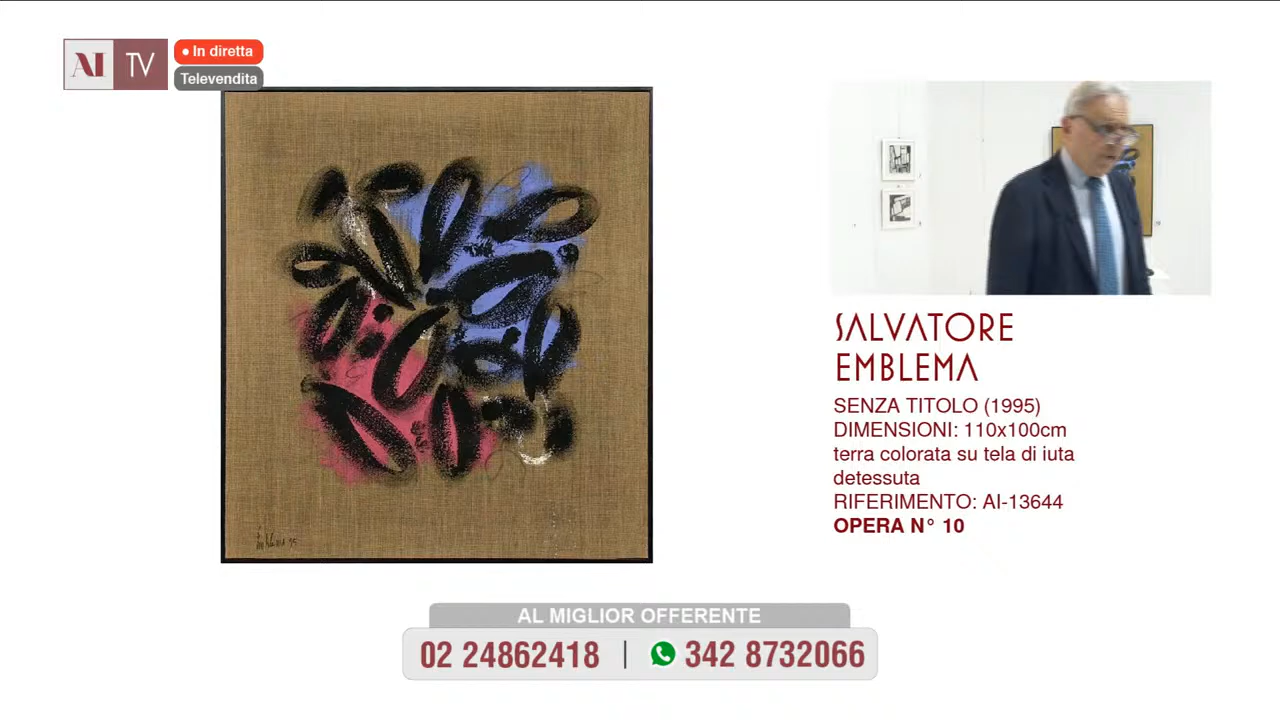 AI TV
• In diretta
Televendita
SALVATORE
EMBLEMA
SENZA TITOLO (1995)
DIMENSIONI: 110x100cm
terra colorata su tela di iuta
detessuta
RIFERIMENTO: AI-13644
OPERA N° 10
AL MIGLIOR OFFERENTE
02 24862418 | 342 8732066